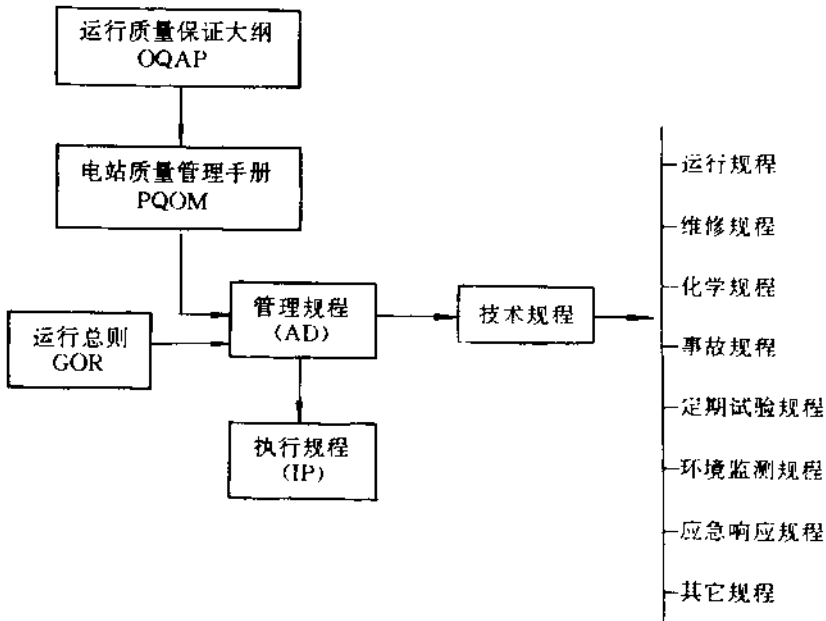 运行质量保证大纲
OQAP
电站质量管理手册
PQOM
运行总则
GOR
管理规程
(AD)
执行规程
(IP)
技术规程
运行规程
维修规程
化学规程
事故规程
定期试验规程
环境监测规程
应急响应规程
其它规程